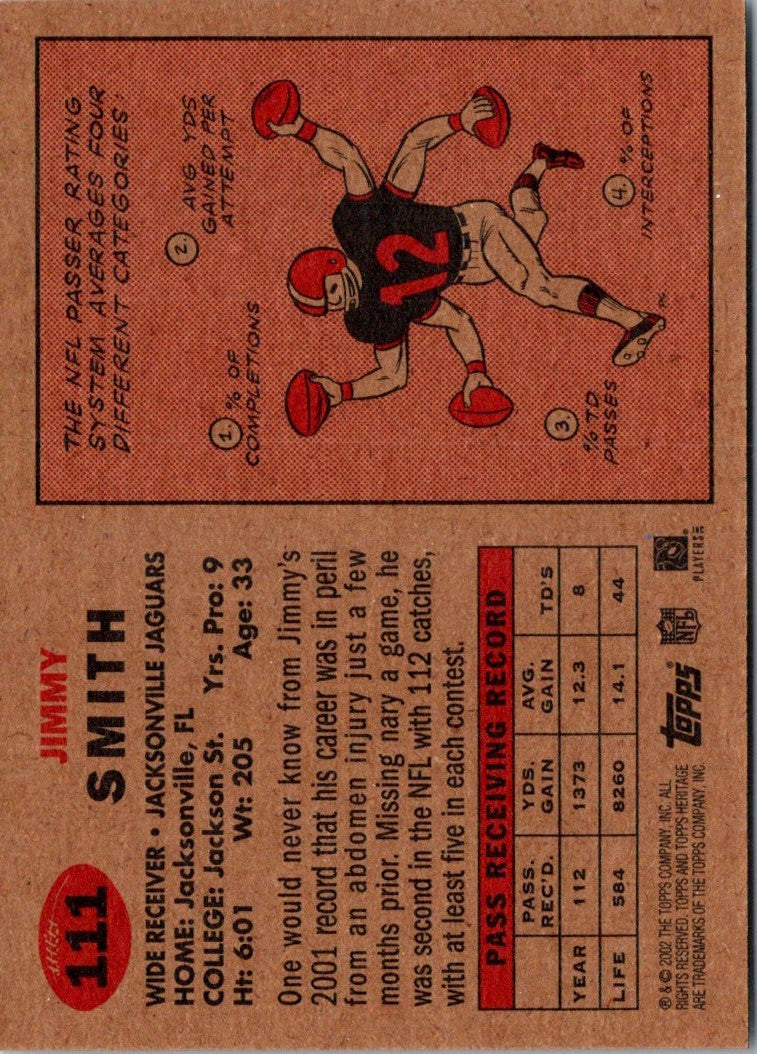 111
JIMMY
SMITH
WIDE RECEIVER • JACKSONVILLE JAGUARS
HOME: Jacksonville, FL
COLLEGE: Jackson St. Yrs. Pro: 9
Ht: 6:01 Wt: 205 Age: 33
One would never know from Jimmy's
2001 record that his career was in peril
from an abdomen injury just a few
months prior. Missing nary a game, he
was second in the NFL with 112 catches,
with at least five in each contest.
PASS RECEIVING RECORD
PASS. REC'D. YDS. GAIN AVG. GAIN TD'S
YEAR 112 1373 12.3 8
LIFE 584 8260 14.1 44
® & © 2002 THE TOPPS COMPANY, INC. ALL
RIGHTS RESERVED. TOPPS AND TOPPS HERITAGE
ARE TRADEMARKS OF THE TOPPS COMPANY, INC.
TOPPS
NFL
PLAYERS INC
THE NFL PASSER RATING
SYSTEM AVERAGES FOUR
DIFFERENT CATEGORIES:
1. % OF
COMPLETIONS
2. AVG. YDS
GAINED PER
ATTEMPT
12
3. % TD
PASSES
4. % OF
INTERCEPTIONS